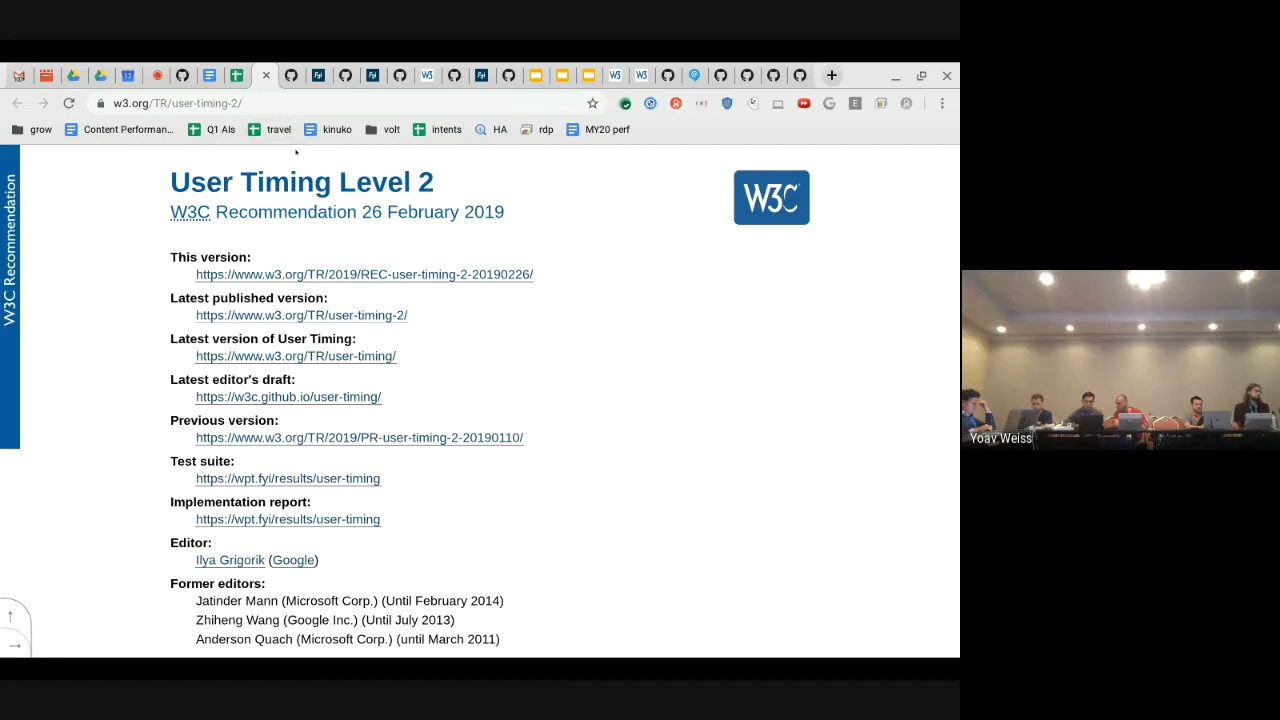 w3.org/TR/user-timing-2/
grow
Content Performan...
Q1 AIs
travel
kinuko
volt
intents
HA
rdp
MY20 perf
W3C Recommendation
User Timing Level 2
W3C
W3C Recommendation 26 February 2019
This version:
https://www.w3.org/TR/2019/REC-user-timing-2-20190226/
Latest published version:
https://www.w3.org/TR/user-timing-2/
Latest version of User Timing:
https://www.w3.org/TR/user-timing/
Latest editor's draft:
https://w3c.github.io/user-timing/
Previous version:
https://www.w3.org/TR/2019/PR-user-timing-2-20190110/
Test suite:
https://wpt.fyi/results/user-timing
Implementation report:
https://wpt.fyi/results/user-timing
Editor:
Ilya Grigorik (Google)
Former editors:
Jatinder Mann (Microsoft Corp.) (Until February 2014)
Zhiheng Wang (Google Inc.) (Until July 2013)
Anderson Quach (Microsoft Corp.) (until March 2011)
Yoav Weiss